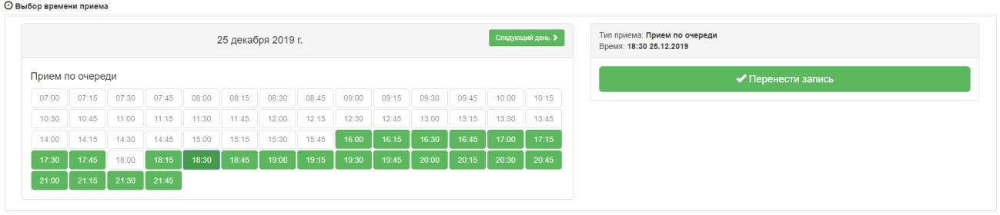 Выбор времени приема
25 декабря 2019 г.
Следующий день
Прием по очереди
07:00 07:15 07:30 07:45 08:00 08:15 08:30 08:45 09:00 09:15 09:30 09:45 10:00 10:15
10:30 10:45 11:00 11:15 11:30 11:45 12:00 12:15 12:30 12:45 13:00 13:15 13:30 13:45
14:00 14:15 14:30 14:45 15:00 15:15 15:30 15:45 16:00 16:15 16:30 16:45 17:00 17:15
17:30 17:45 18:00 18:15 18:30 18:45 19:00 19:15 19:30 19:45 20:00 20:15 20:30 20:45
21:00 21:15 21:30 21:45
Тип приема: Прием по очереди
Время: 18:30 25.12.2019
Перенести запись